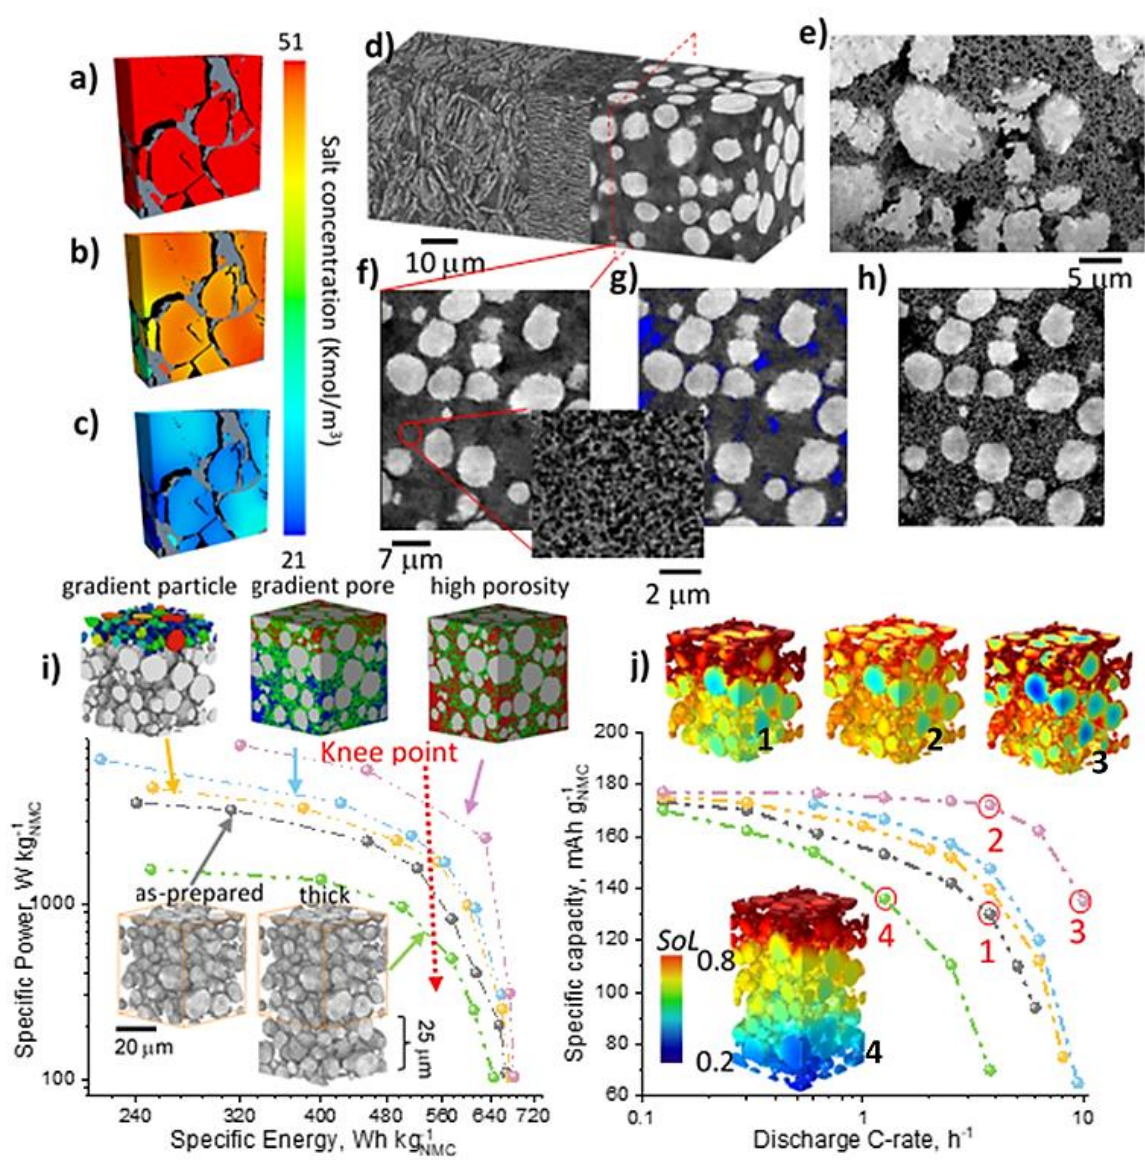 a)
b)
c)
51
Salt concentration (Kmol/m³)
21
d)
10 μm
e)
5 μm
f)
7 μm
g)
2 μm
h)
i)
gradient particle
gradient pore
high porosity
Knee point
as-prepared
thick
20 μm
25 μm
Specific Power, W kg⁻¹NMC
1000
100
240 320 400 480 560 640 720
Specific Energy, Wh kg⁻¹NMC
j)
1
2
3
200
180
160
140
120
100
80
60
Specific capacity, mAh g⁻¹NMC
2
4
1
3
SoL
0.8
0.2
4
0.1 1 10
Discharge C-rate, h⁻¹